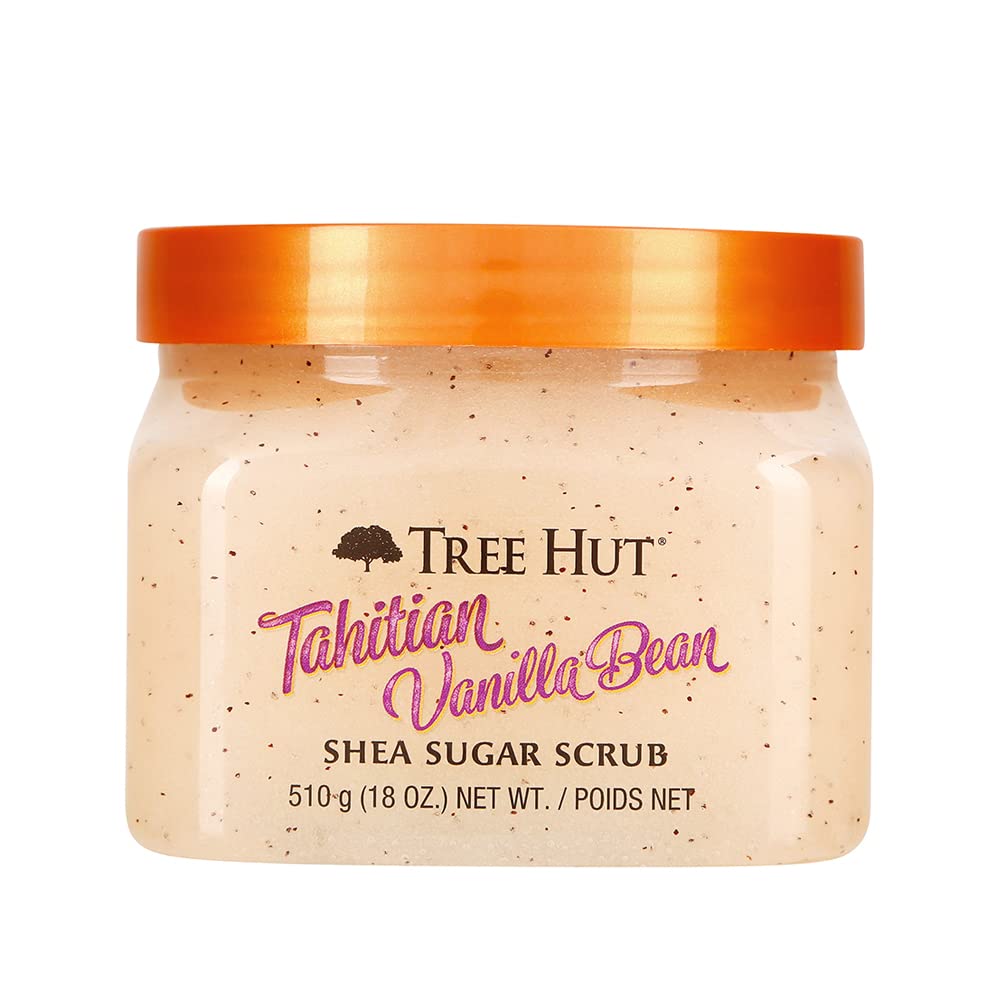 TREE HUT®
Tahitian
Vanilla Bean
SHEA SUGAR SCRUB
510 g (18 OZ.) NET WT. / POIDS NET